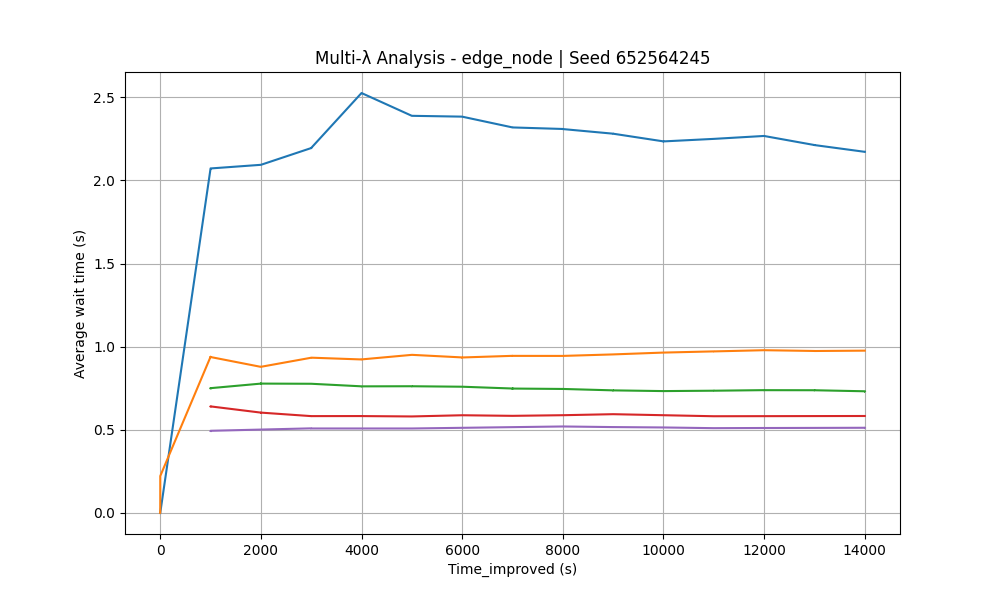 Multi-λ Analysis - edge_node | Seed 652564245
Average wait time (s)
2.5
2.0
1.5
1.0
0.5
0.0
0 2000 4000 6000 8000 10000 12000 14000
Time_improved (s)